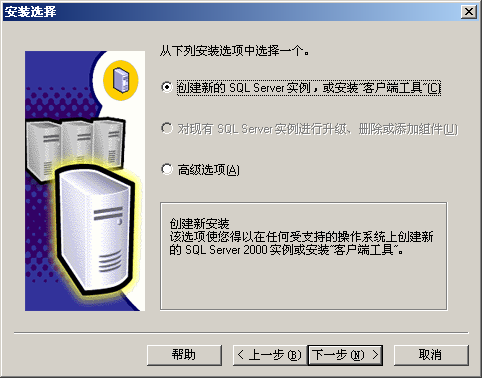 安装选择
从下列安装选项中选择一个。
创建新的 SQL Server 实例，或安装"客户端工具"(C)
对现有 SQL Server 实例进行升级、删除或添加组件(U)
高级选项(A)
创建新安装
该选项使您得以在任何受支持的操作系统上创建新
的 SQL Server 2000 实例或安装"客户端工具"。
帮助
< 上一步 (B)
下一步 (N) >
取消